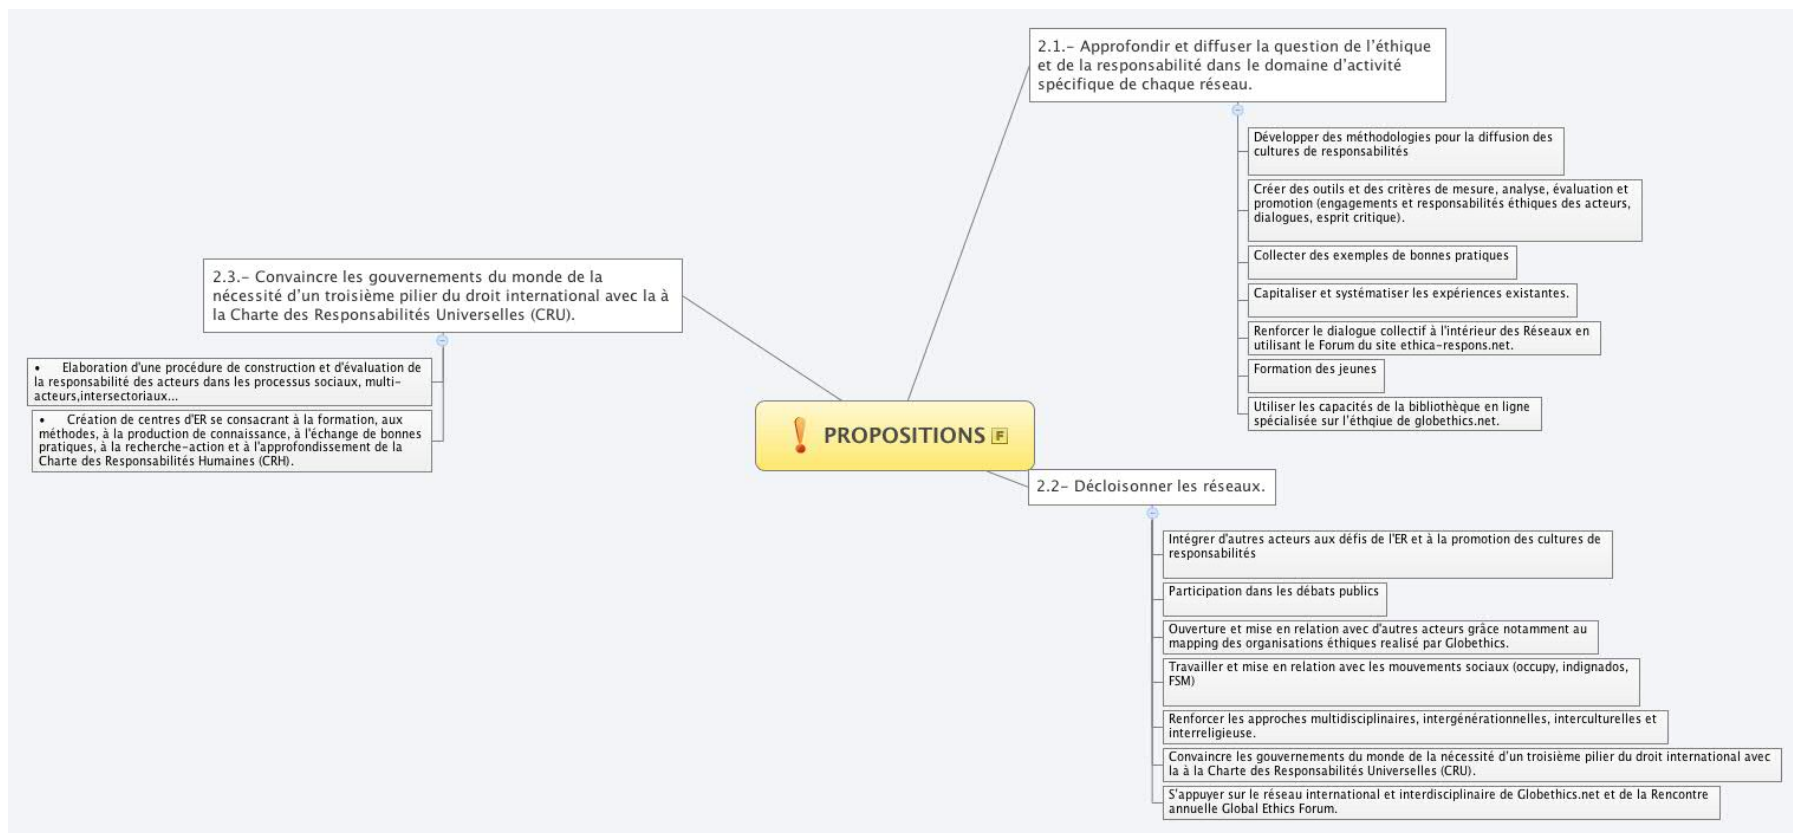 2.1.- Approfondir et diffuser la question de l'éthique
et de la responsabilité dans le domaine d'activité
spécifique de chaque réseau.
Développer des méthodologies pour la diffusion des
cultures de responsabilités
Créer des outils et des critères de mesure, analyse, évaluation et
promotion (engagements et responsabilités éthiques des acteurs,
dialogues, esprit critique).
Collecter des exemples de bonnes pratiques
Capitaliser et systématiser les expériences existantes.
Renforcer le dialogue collectif à l'intérieur des Réseaux en
utilisant le Forum du site ethica-respons.net.
Formation des jeunes
Utiliser les capacités de la bibliothèque en ligne
spécialisée sur l'éthqiue de globethics.net.
2.3.- Convaincre les gouvernements du monde de la
nécessité d'un troisième pilier du droit international avec la à
la Charte des Responsabilités Universelles (CRU).
• Elaboration d'une procédure de construction et d'évaluation de
la responsabilité des acteurs dans les processus sociaux, multi-
acteurs,intersectoriaux...
• Création de centres d'ER se consacrant à la formation, aux
méthodes, à la production de connaissance, à l'échange de bonnes
pratiques, à la recherche-action et à l'approfondissement de la
Charte des Responsabilités Humaines (CRH).
PROPOSITIONS F
2.2- Décloisonner les réseaux.
Intégrer d'autres acteurs aux défis de l'ER et à la promotion des cultures de
responsabilités
Participation dans les débats publics
Ouverture et mise en relation avec d'autres acteurs grâce notamment au
mapping des organisations éthiques realisé par Globethics.
Travailler et mise en relation avec les mouvements sociaux (occupy, indignados,
FSM)
Renforcer les approches multidisciplinaires, intergénérationnelles, interculturelles et
interreligieuse.
Convaincre les gouvernements du monde de la nécessité d'un troisième pilier du droit international avec
la à la Charte des Responsabilités Universelles (CRU).
S'appuyer sur le réseau international et interdisciplinaire de Globethics.net et de la Rencontre
annuelle Global Ethics Forum.